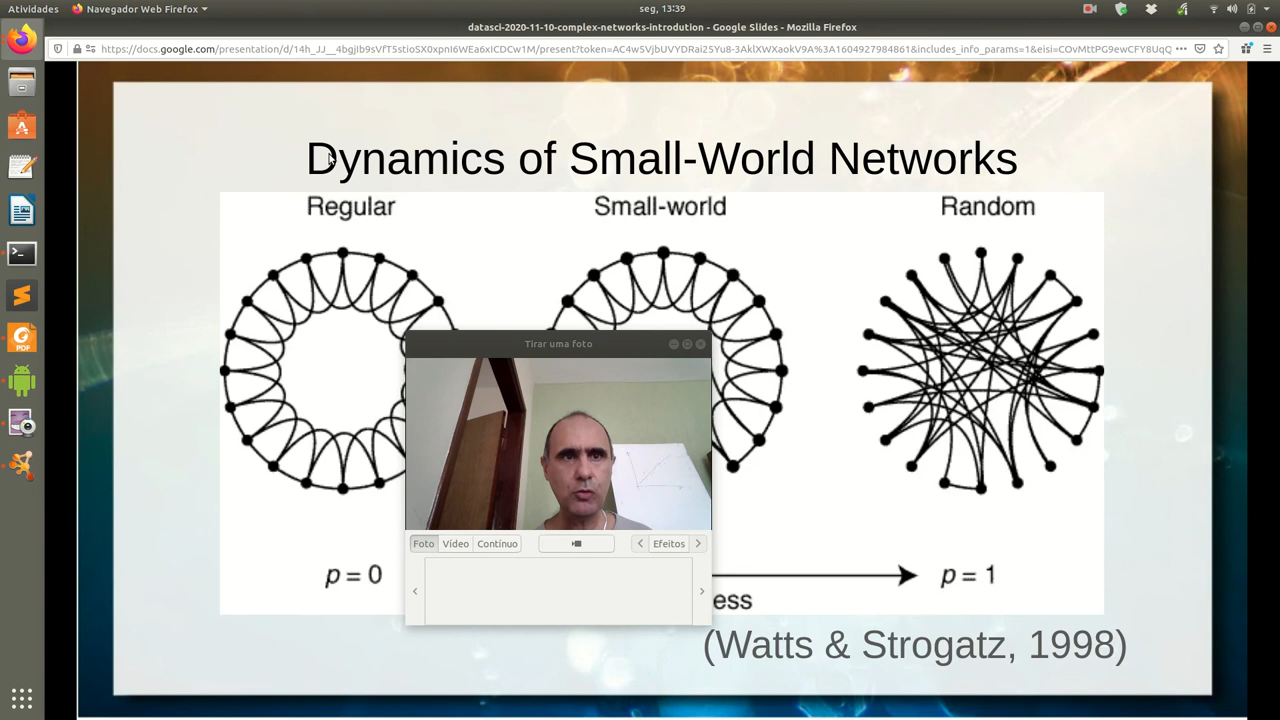 Atividades
Navegador Web Firefox
seg, 13:39
datasci-2020-11-10-complex-networks-introdution - Google Slides - Mozilla Firefox
Dynamics of Small-World Networks
Regular
Small-world
Random
Tirar uma foto
Foto
Vídeo
Contínuo
Efeitos
p = 0
p = 1
ess
(Watts & Strogatz, 1998)
PDF